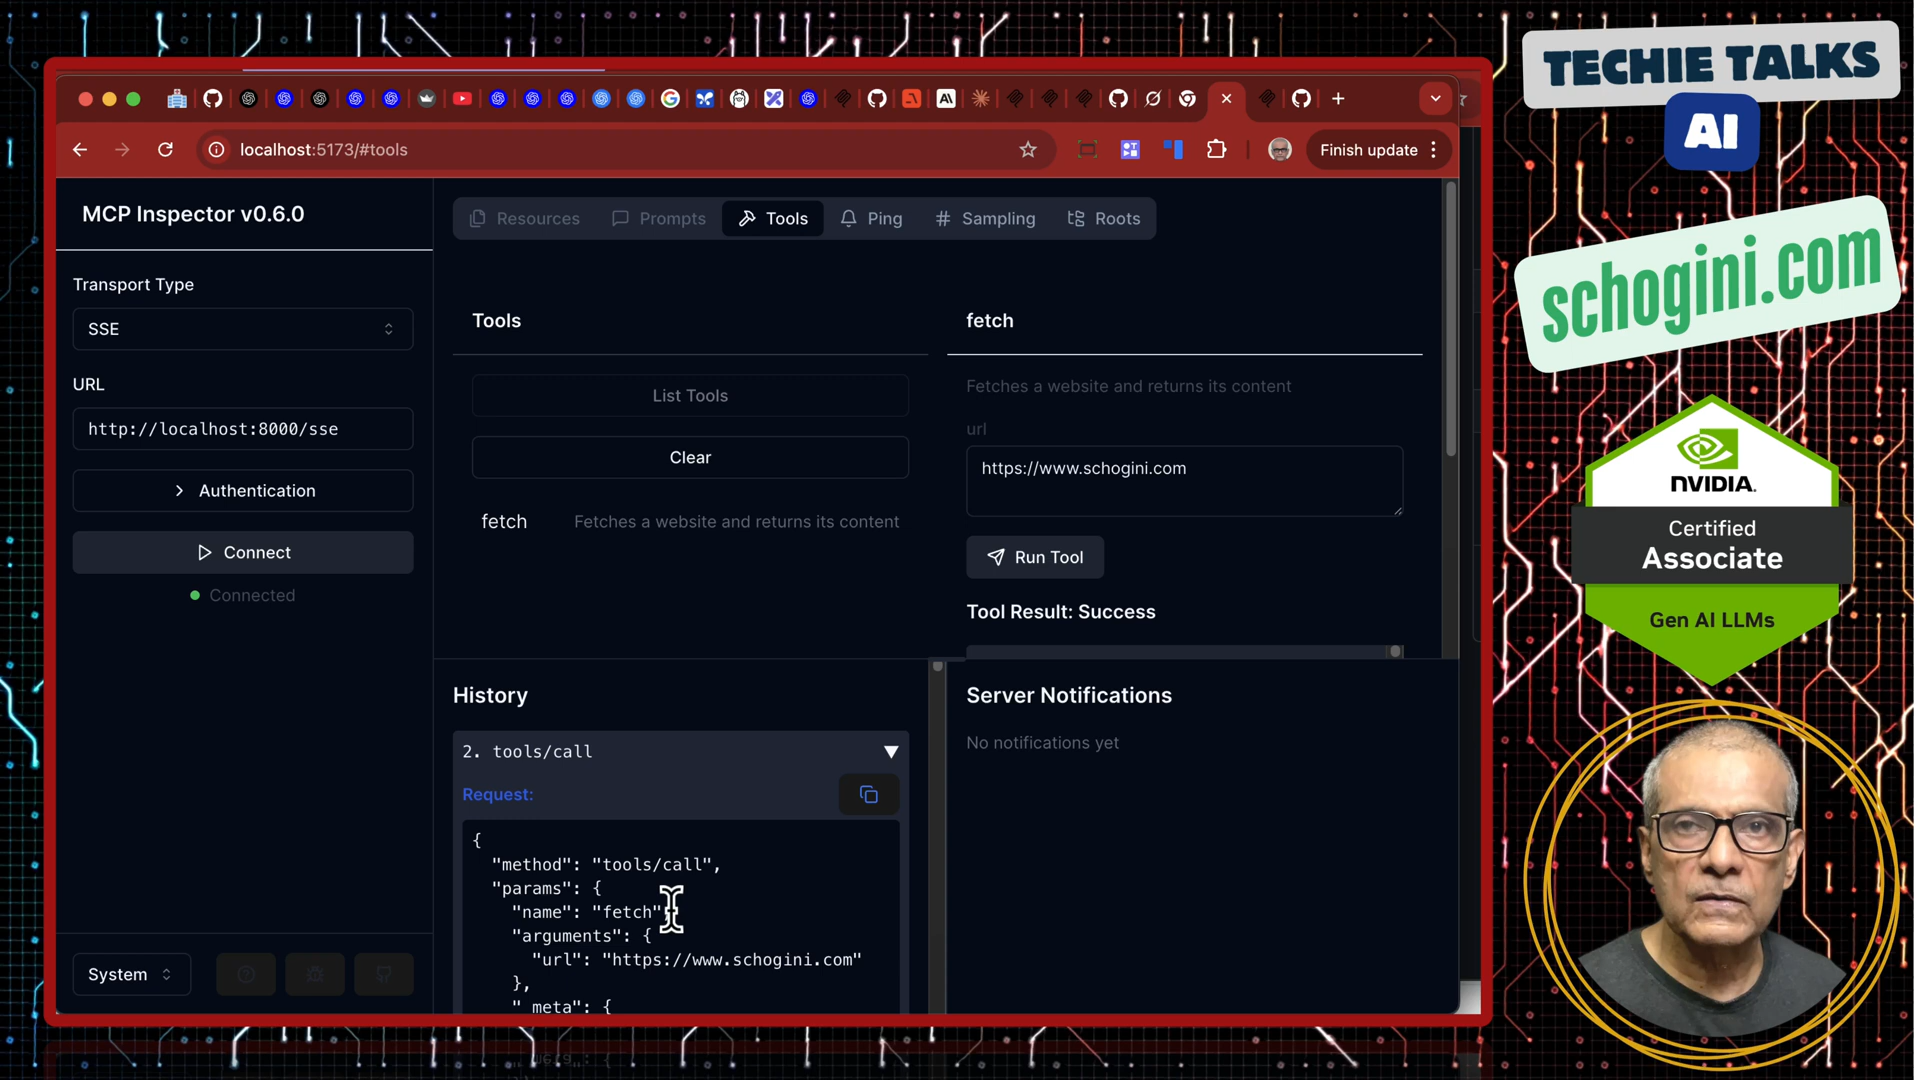 TECHIE TALKS
AI
schogini.com
NVIDIA.
Certified
Associate
Gen AI LLMs
localhost:5173/#tools
Finish update
MCP Inspector v0.6.0
Transport Type
SSE
URL
http://localhost:8000/sse
Authentication
Connect
Connected
System
Resources
Prompts
Tools
Ping
Sampling
Roots
Tools
List Tools
Clear
fetch
Fetches a website and returns its content
fetch
Fetches a website and returns its content
url
https://www.schogini.com
Run Tool
Tool Result: Success
History
2. tools/call
Request:
{
"method": "tools/call",
"params": {
"name": "fetch"
"arguments": {
"url": "https://www.schogini.com"
},
"_meta": {
Server Notifications
No notifications yet